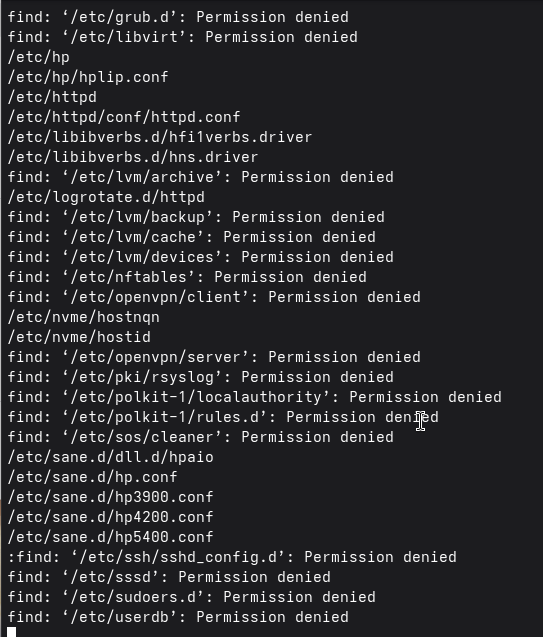 find: ‘/etc/grub.d’: Permission denied
find: ‘/etc/libvirt’: Permission denied
/etc/hp
/etc/hp/hplip.conf
/etc/httpd
/etc/httpd/conf/httpd.conf
/etc/libibverbs.d/hfi1verbs.driver
/etc/libibverbs.d/hns.driver
find: ‘/etc/lvm/archive’: Permission denied
/etc/logrotate.d/httpd
find: ‘/etc/lvm/backup’: Permission denied
find: ‘/etc/lvm/cache’: Permission denied
find: ‘/etc/lvm/devices’: Permission denied
find: ‘/etc/nftables’: Permission denied
find: ‘/etc/openvpn/client’: Permission denied
/etc/nvme/hostnqn
/etc/nvme/hostid
find: ‘/etc/openvpn/server’: Permission denied
find: ‘/etc/pki/rsyslog’: Permission denied
find: ‘/etc/polkit-1/localauthority’: Permission denied
find: ‘/etc/polkit-1/rules.d’: Permission denied
find: ‘/etc/sos/cleaner’: Permission denied
/etc/sane.d/dll.d/hpaio
/etc/sane.d/hp.conf
/etc/sane.d/hp3900.conf
/etc/sane.d/hp4200.conf
/etc/sane.d/hp5400.conf
:find: ‘/etc/ssh/sshd_config.d’: Permission denied
find: ‘/etc/sssd’: Permission denied
find: ‘/etc/sudoers.d’: Permission denied
find: ‘/etc/userdb’: Permission denied